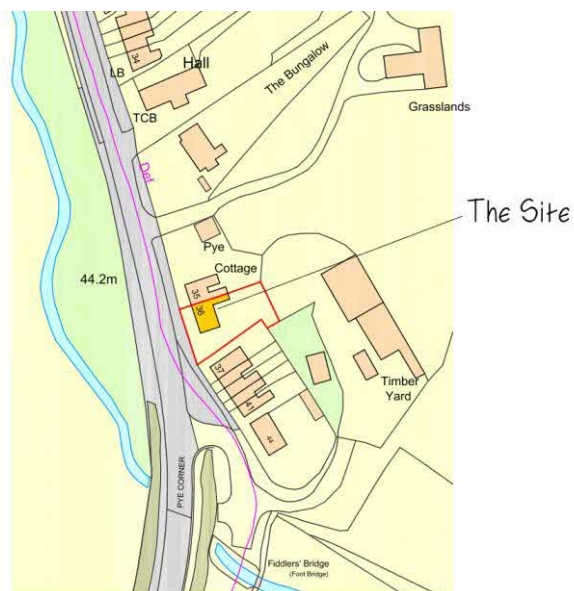 34
LB
Hall
TCB
The Bungalow
Grasslands
Def
The Site
Pye
Cottage
44.2m
35
36
37
41
44
Timber
Yard
PYE CORNER
Fiddlers' Bridge
(Foot Bridge)